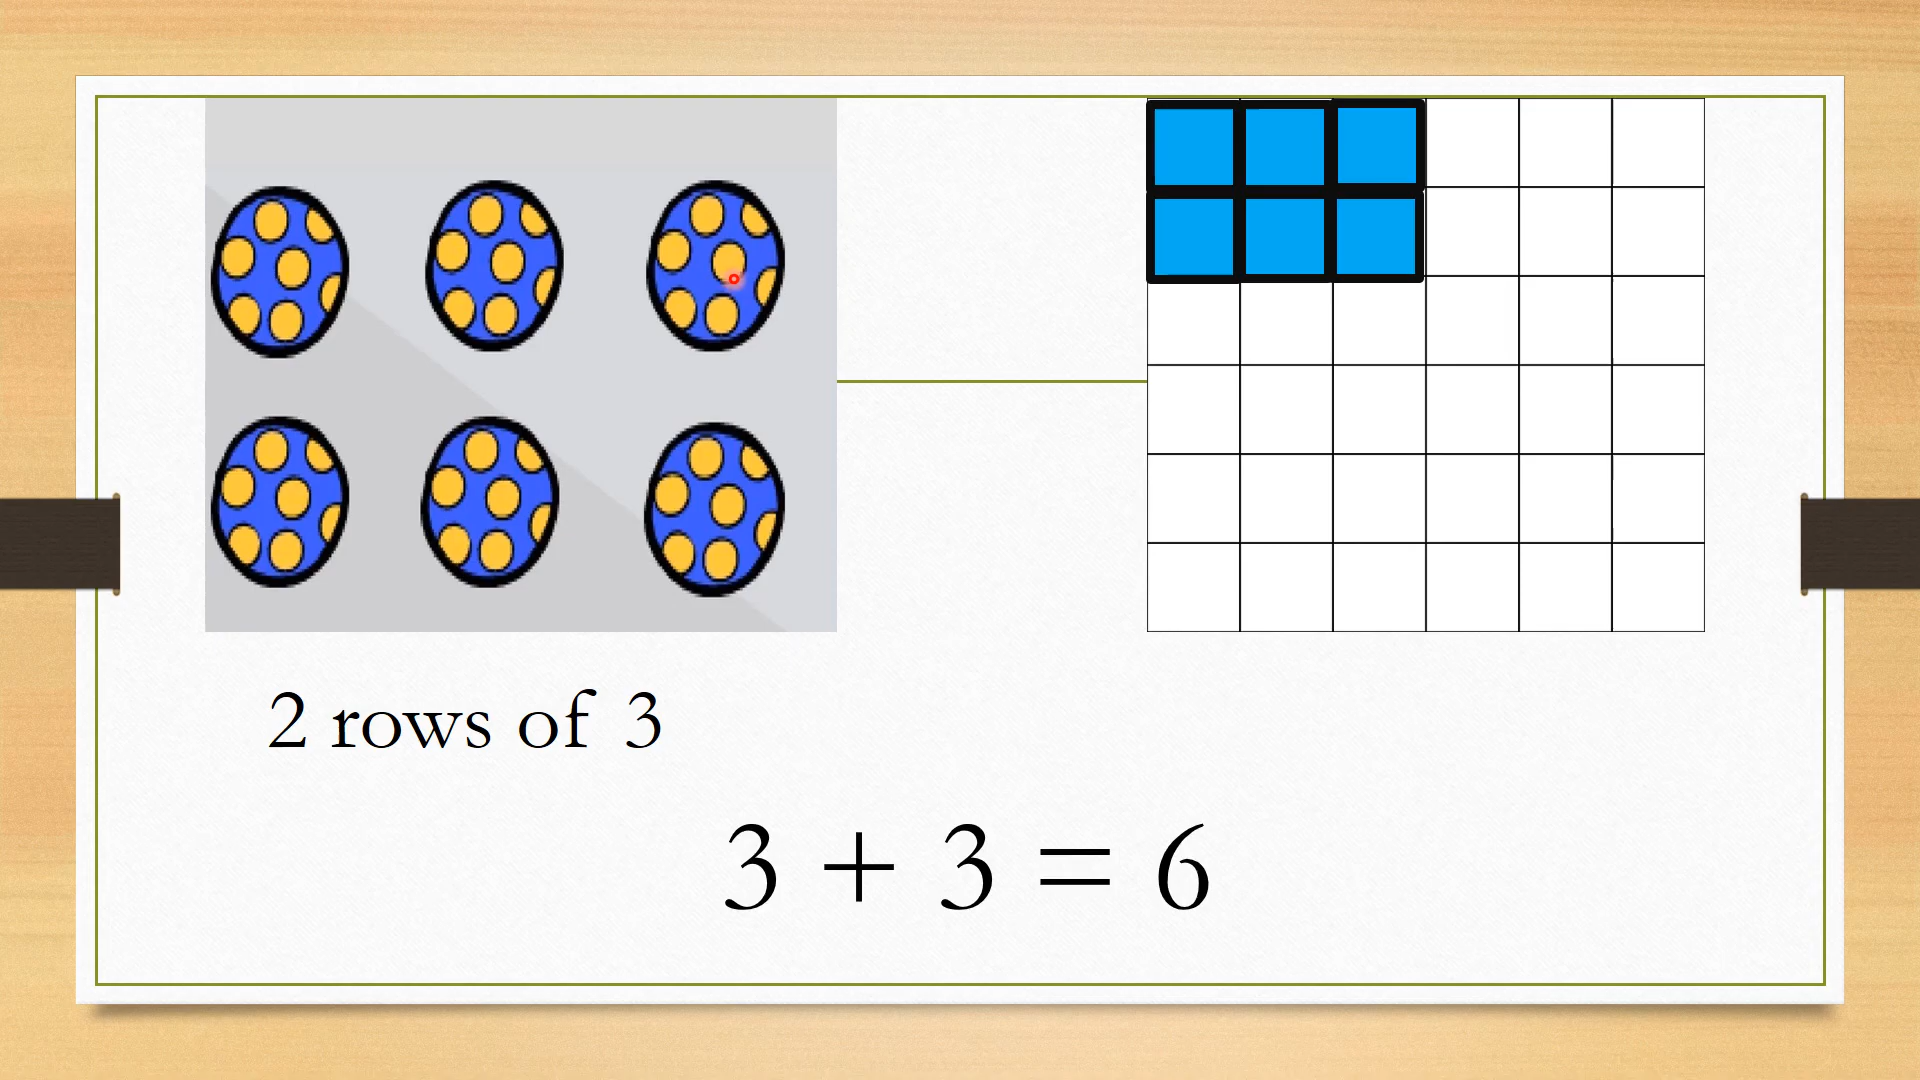 2 rows of 3
3 + 3 = 6